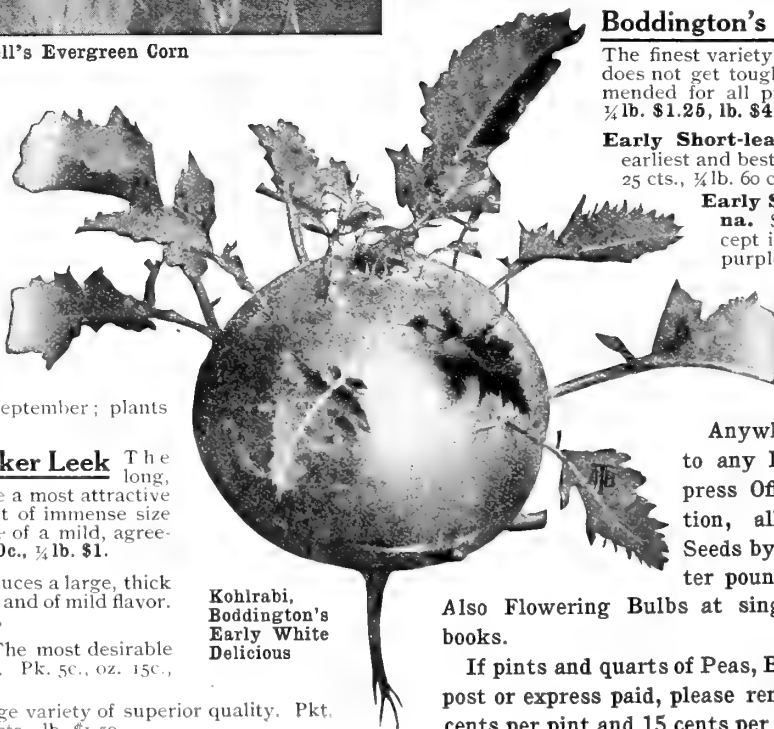 ll's Evergreen Corn
eptember; plants
ker Leek The
long,
e a most attractive
t of immense size
of a mild, agree-
0c., ¼ lb. $1.
uces a large, thick
and of mild flavor.
he most desirable
. Pk. 5c., oz. 15c.,
ge variety of superior quality. Pkt.
Kohlrabi,
Boddington's
Early White
Delicious
Boddington's
The finest variety
does not get toug
mended for all p
¼ lb. $1.25, lb. $4
Early Short-lea
earliest and best
25 cts., ¼ lb. 60 c
Early S
na.
cept i
purpl
Anywh
to any
press Of
tion, al
Seeds by
ter poun
Also Flowering Bulbs at sing
books.
If pints and quarts of Peas, B
post or express paid, please re
cents per pint and 15 cents per